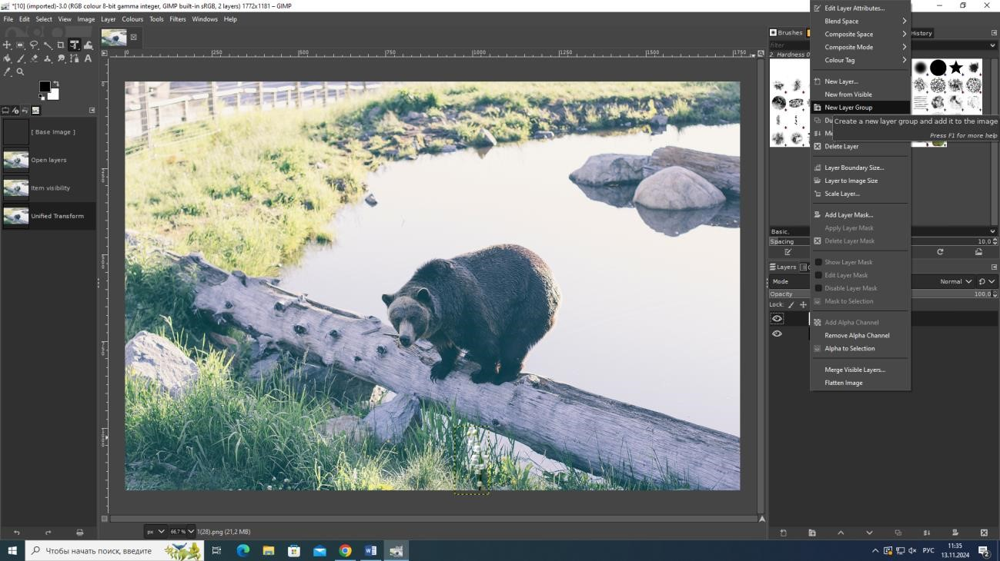 *[10] (imported)-3.0 (RGB colour 8-bit gamma integer, GIMP built-in sRGB, 2 layers) 1772x1181 – GIMP
File Edit Select View Image Layer Colours Tools Filters Windows Help
[ Base Image ]
Open layers
Item visibility
Unified Transform
0 250 500 750 1000 1250 1500 1750
0
250
500
750
1000
px 66,7 % 1(28).png (21,2 MB)
Brushes
History
filter
2. Hardness 0
Basic,
Spacing 10,0
Layers
Mode Normal
Opacity 100,0
Lock:
Edit Layer Attributes...
Blend Space
Composite Space
Composite Mode
Colour Tag
New Layer...
New from Visible
New Layer Group
Create a new layer group and add it to the image
Press F1 for more help
Du
Me
Delete Layer
Layer Boundary Size...
Layer to Image Size
Scale Layer...
Add Layer Mask...
Apply Layer Mask
Delete Layer Mask
Show Layer Mask
Edit Layer Mask
Disable Layer Mask
Mask to Selection
Add Alpha Channel
Remove Alpha Channel
Alpha to Selection
Merge Visible Layers...
Flatten Image
Чтобы начать поиск, введите
РУС
11:35
13.11.2024
2